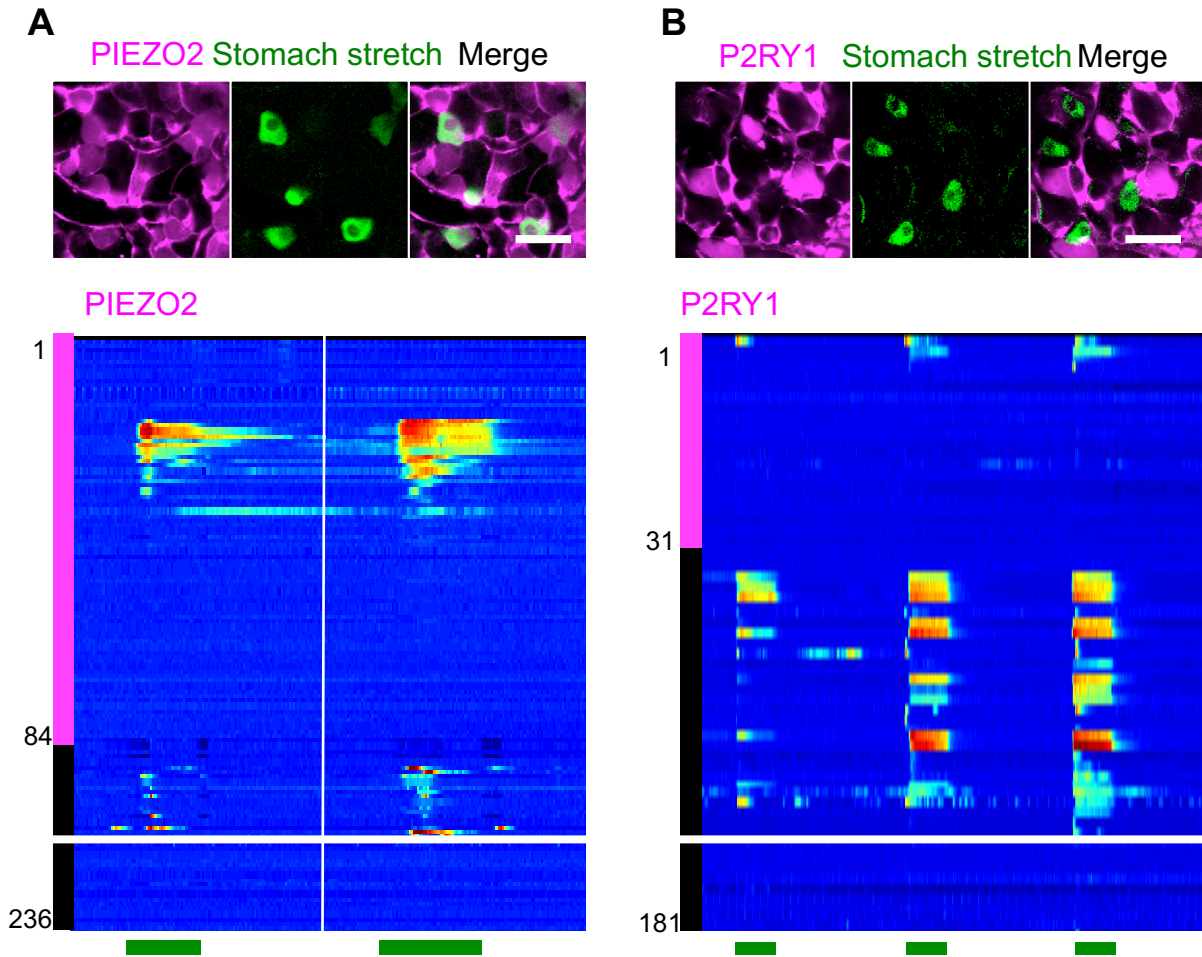 A
PIEZO2 Stomach stretch Merge
PIEZO2
1
84
236
B
P2RY1 Stomach stretch Merge
P2RY1
1
31
181